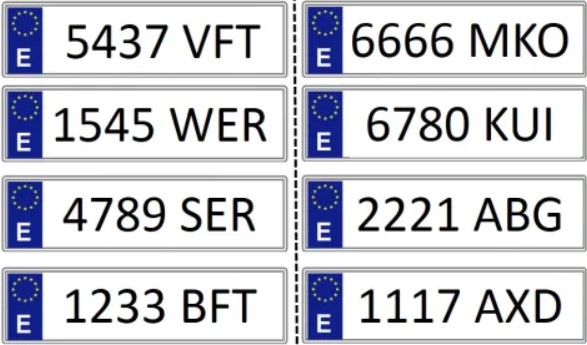 E 5437 VFT
E 1545 WER
E 4789 SER
E 1233 BFT
E 6666 MKO
E 6780 KUI
E 2221 ABG
E 1117 AXD